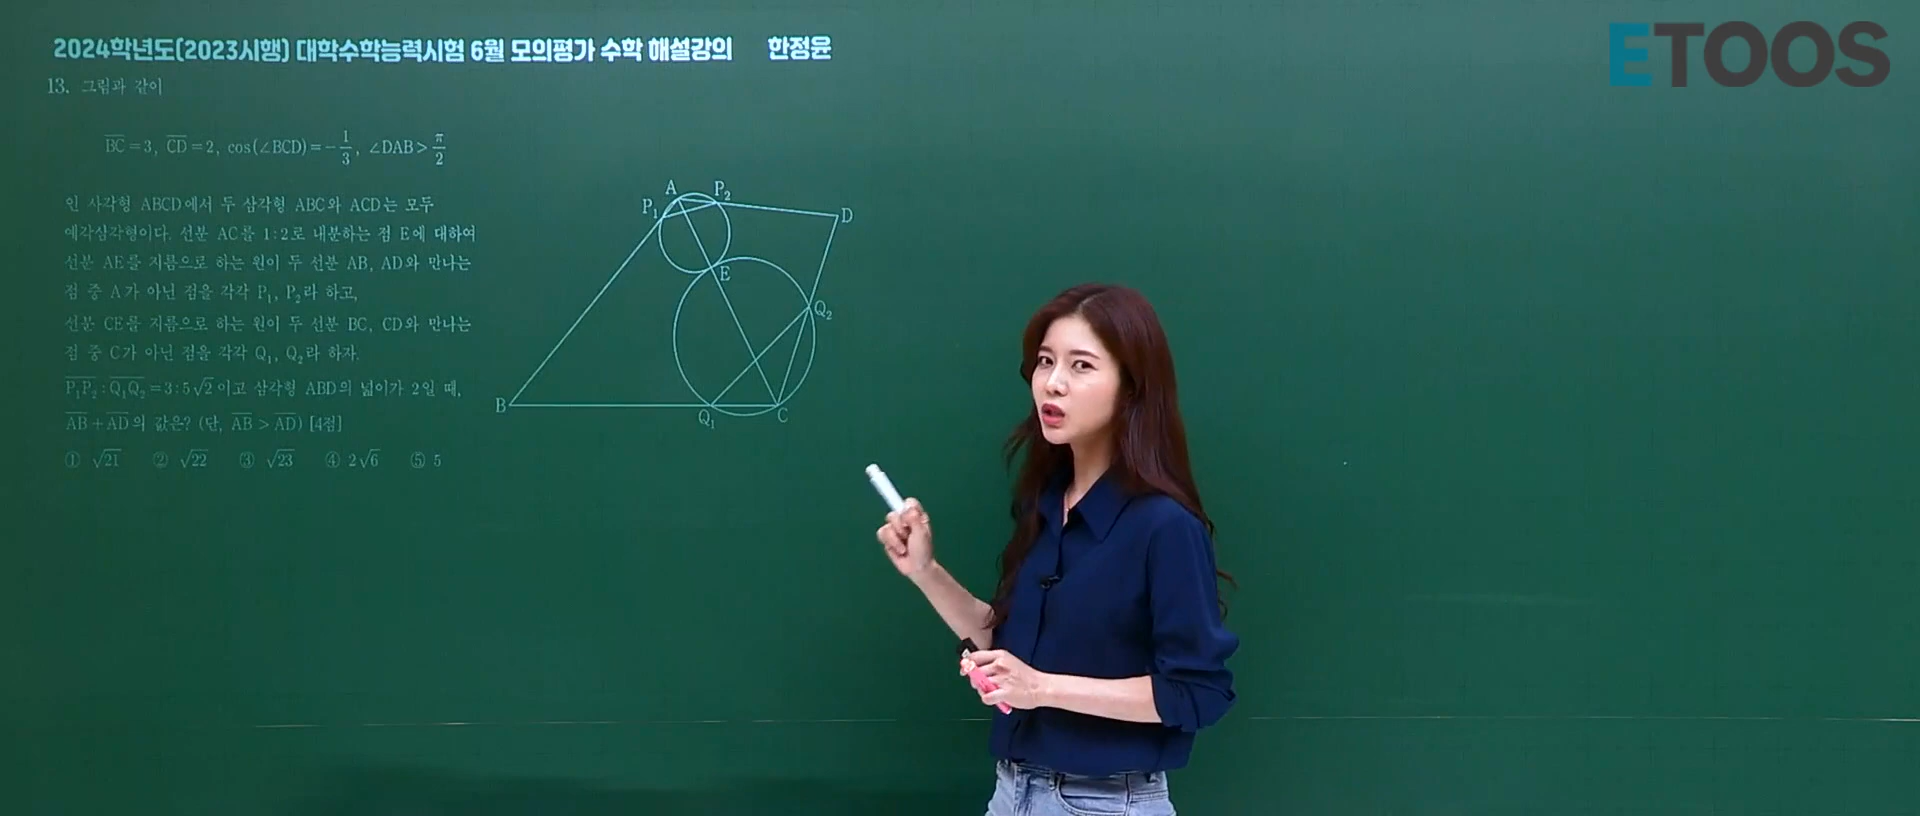 2024학년도(2023시행) 대학수학능력시험 6월 모의평가 수학 해설강의 한정윤
ETOOS
13. 그림과 같이
BC=3, CD=2, cos(∠BCD)=-1/3, ∠DAB>π/2
인 사각형 ABCD에서 두 삼각형 ABC와 ACD는 모두
예각삼각형이다. 선분 AC를 1:2로 내분하는 점 E에 대하여
선분 AE를 지름으로 하는 원이 두 선분 AB, AD와 만나는
점 중 A가 아닌 점을 각각 P₁, P₂라 하고,
선분 CE를 지름으로 하는 원이 두 선분 BC, CD와 만나는
점 중 C가 아닌 점을 각각 Q₁, Q₂라 하자.
P₁P₂:Q₁Q₂=3:5√2이고 삼각형 ABD의 넓이가 2일 때,
AB+AD의 값은? (단, AB>AD) [4점]
① √21 ② √22 ③ √23 ④ 2√6 ⑤ 5
A P₂
P₁ D
E
Q₂
B Q₁ C